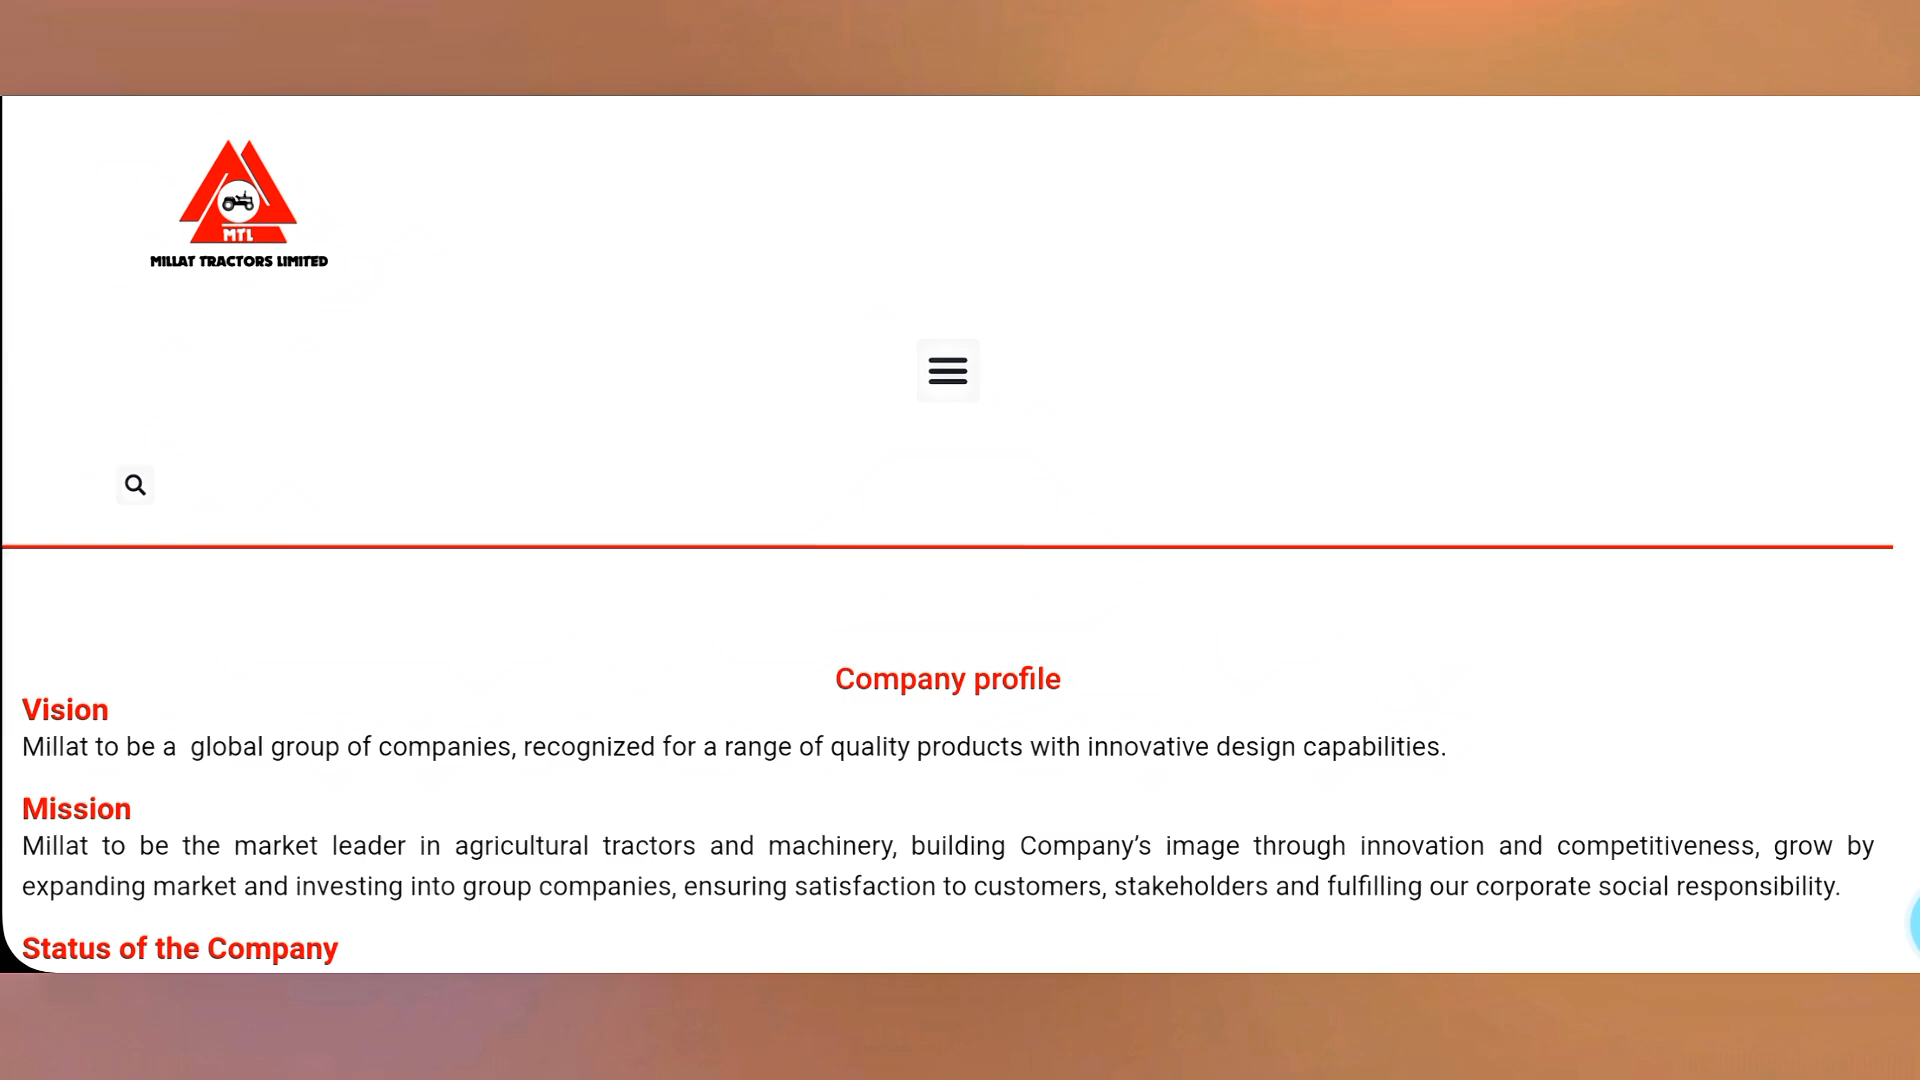 MTL
MILLAT TRACTORS LIMITED
Company profile
Vision
Millat to be a global group of companies, recognized for a range of quality products with innovative design capabilities.
Mission
Millat to be the market leader in agricultural tractors and machinery, building Company’s image through innovation and competitiveness, grow by
expanding market and investing into group companies, ensuring satisfaction to customers, stakeholders and fulfilling our corporate social responsibility.
Status of the Company